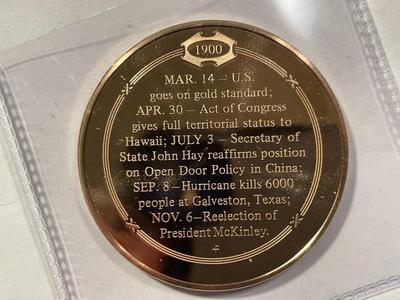 1900
MAR. 14 — U.S.
goes on gold standard;
APR. 30 — Act of Congress
gives full territorial status to
Hawaii; JULY 3 — Secretary of
State John Hay reaffirms position
on Open Door Policy in China;
SEP. 8—Hurricane kills 6000
people at Galveston, Texas;
NOV. 6—Reelection of
President McKinley.